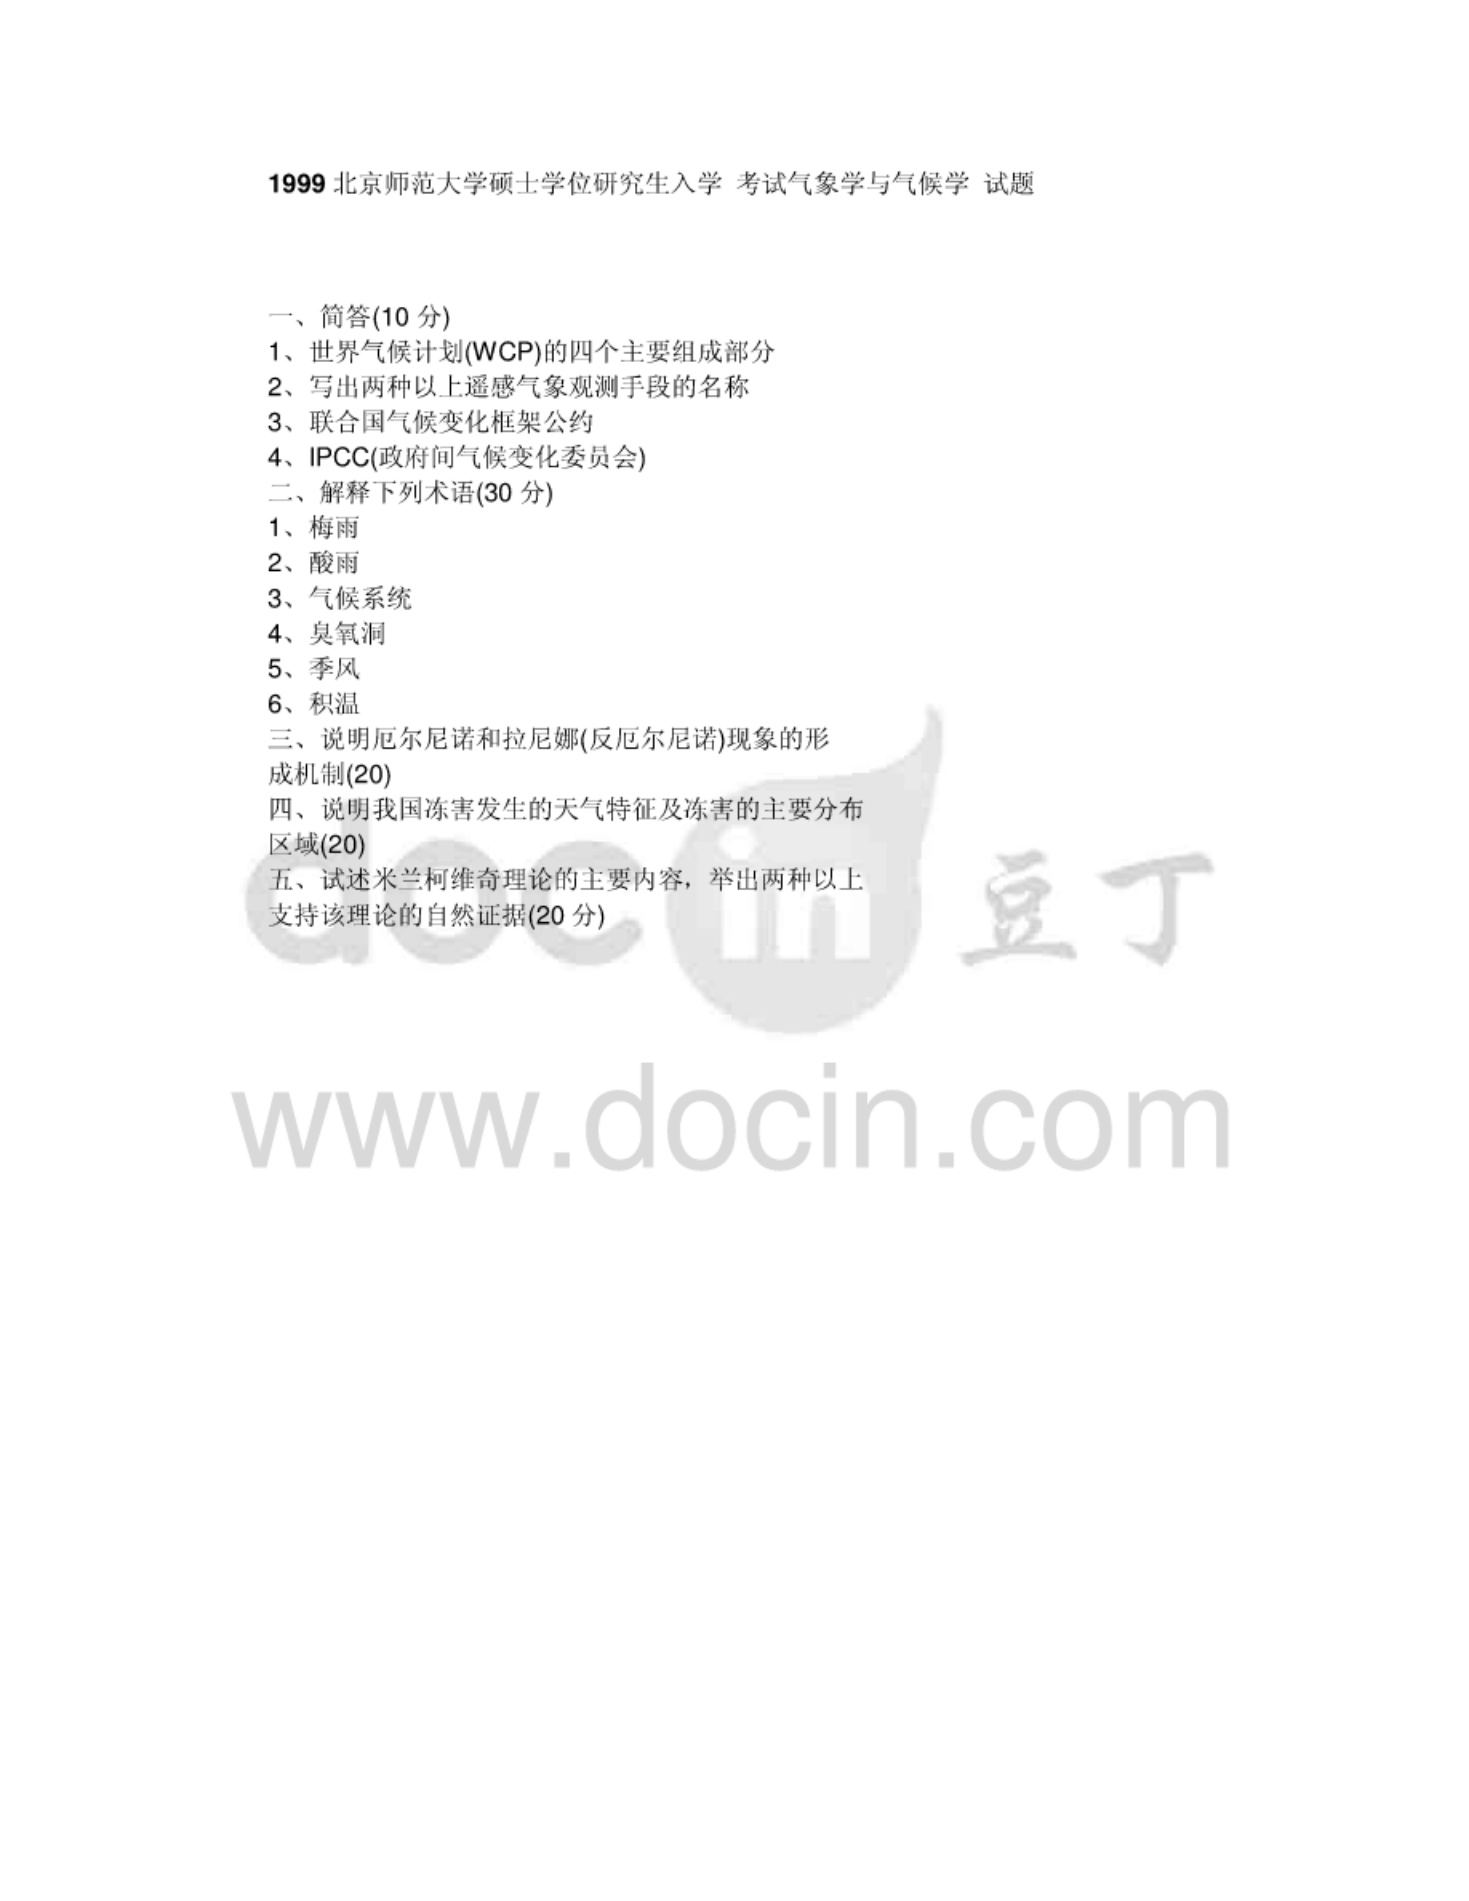 1999 北京师范大学硕士学位研究生入学 考试气象学与气候学 试题
一、简答(10 分)
1、世界气候计划(WCP)的四个主要组成部分
2、写出两种以上遥感气象观测手段的名称
3、联合国气候变化框架公约
4、IPCC(政府间气候变化委员会)
二、解释下列术语(30 分)
1、梅雨
2、酸雨
3、气候系统
4、臭氧洞
5、季风
6、积温
三、说明厄尔尼诺和拉尼娜(反厄尔尼诺)现象的形
成机制(20)
四、说明我国冻害发生的天气特征及冻害的主要分布
区域(20)
五、试述米兰柯维奇理论的主要内容，举出两种以上
支持该理论的自然证据(20 分)
docin 豆丁
www.docin.com